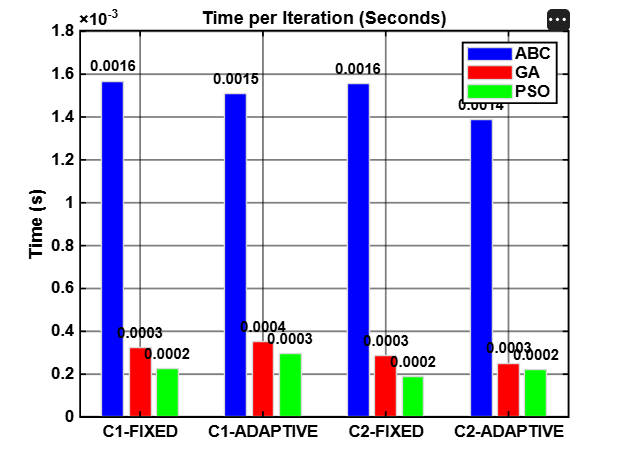 ×10⁻³
Time per Iteration (Seconds)
1.8
1.6
1.4
1.2
1
0.8
0.6
0.4
0.2
0
Time (s)
ABC
GA
PSO
0.0016
0.0003
0.0002
0.0015
0.0004
0.0003
0.0016
0.0003
0.0002
0.0014
0.0003
0.0002
C1-FIXED
C1-ADAPTIVE
C2-FIXED
C2-ADAPTIVE